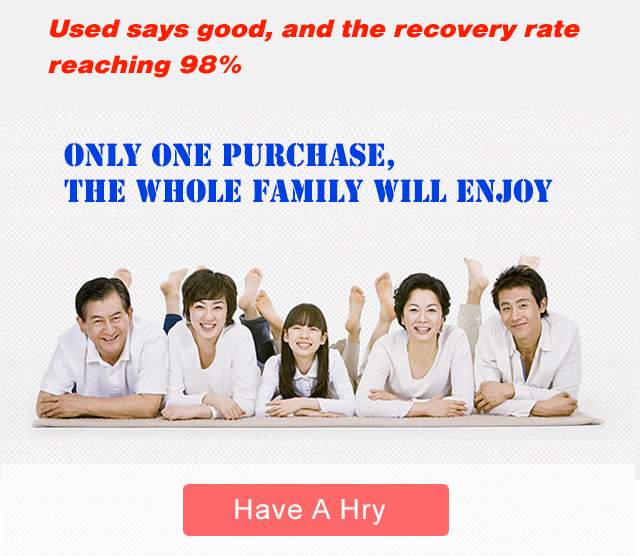 Used says good, and the recovery rate
reaching 98%
ONLY ONE PURCHASE,
THE WHOLE FAMILY WILL ENJOY
Have A Hry